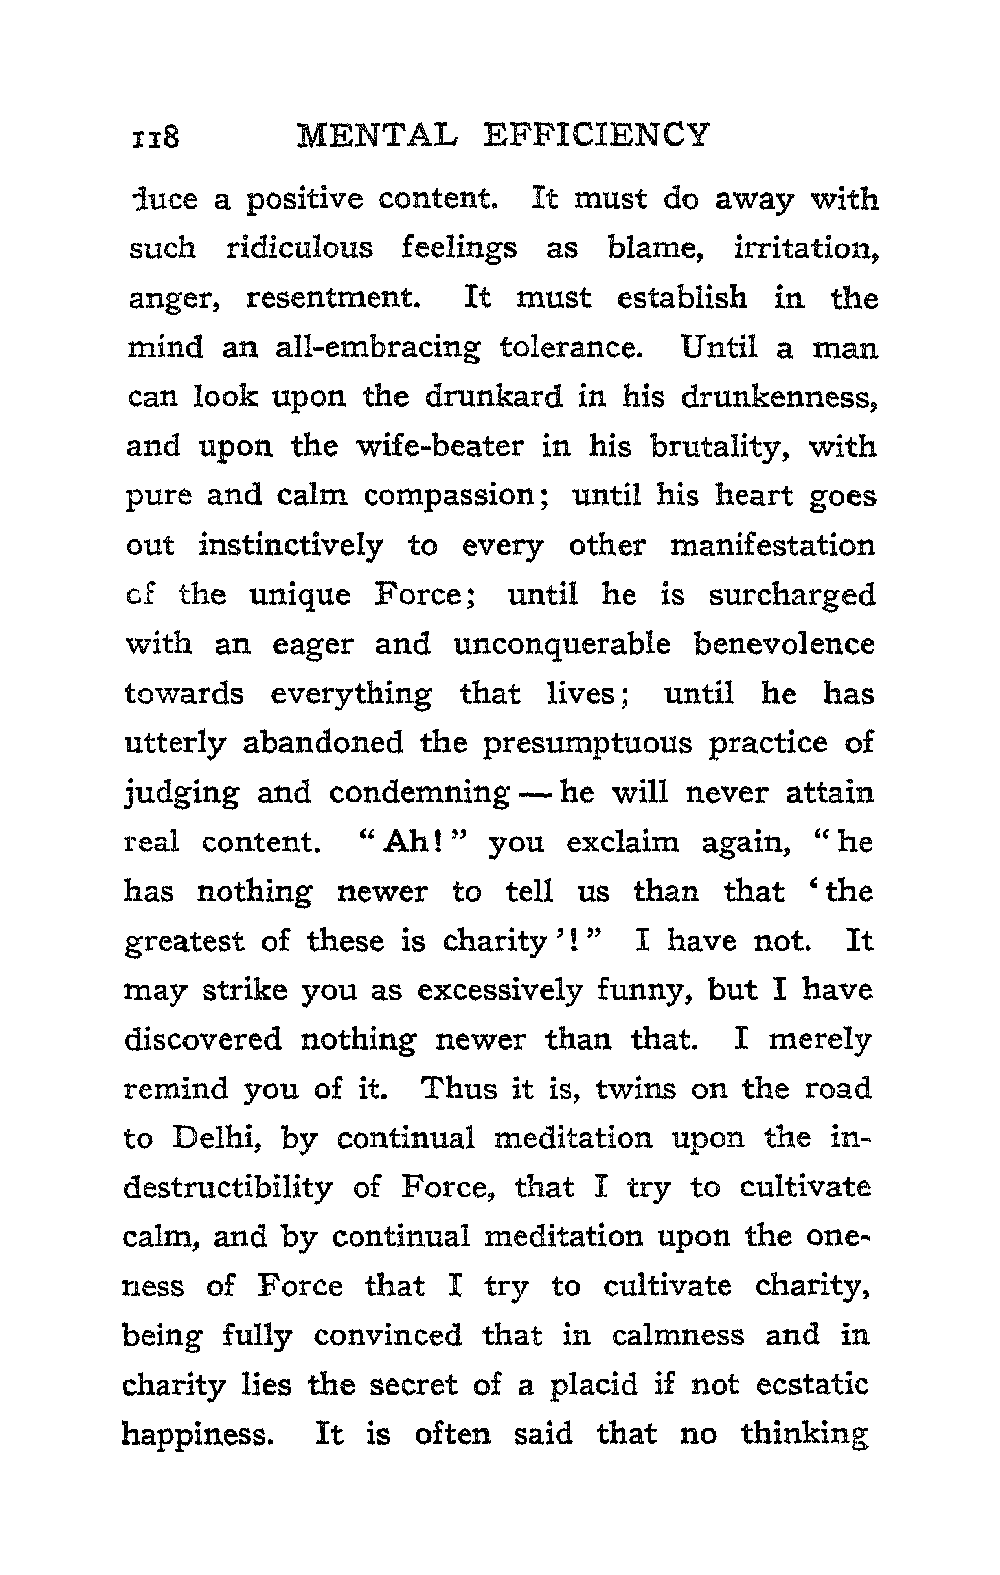 118 MENTAL EFFICIENCY
duce a positive content. It must do away with
such ridiculous feelings as blame, irritation,
anger, resentment. It must establish in the
mind an all-embracing tolerance. Until a man
can look upon the drunkard in his drunkenness,
and upon the wife-beater in his brutality, with
pure and calm compassion; until his heart goes
out instinctively to every other manifestation
of the unique Force; until he is surcharged
with an eager and unconquerable benevolence
towards everything that lives; until he has
utterly abandoned the presumptuous practice of
judging and condemning — he will never attain
real content. “Ah!” you exclaim again, “he
has nothing newer to tell us than that ‘the
greatest of these is charity’!” I have not. It
may strike you as excessively funny, but I have
discovered nothing newer than that. I merely
remind you of it. Thus it is, twins on the road
to Delhi, by continual meditation upon the in-
destructibility of Force, that I try to cultivate
calm, and by continual meditation upon the one-
ness of Force that I try to cultivate charity,
being fully convinced that in calmness and in
charity lies the secret of a placid if not ecstatic
happiness. It is often said that no thinking